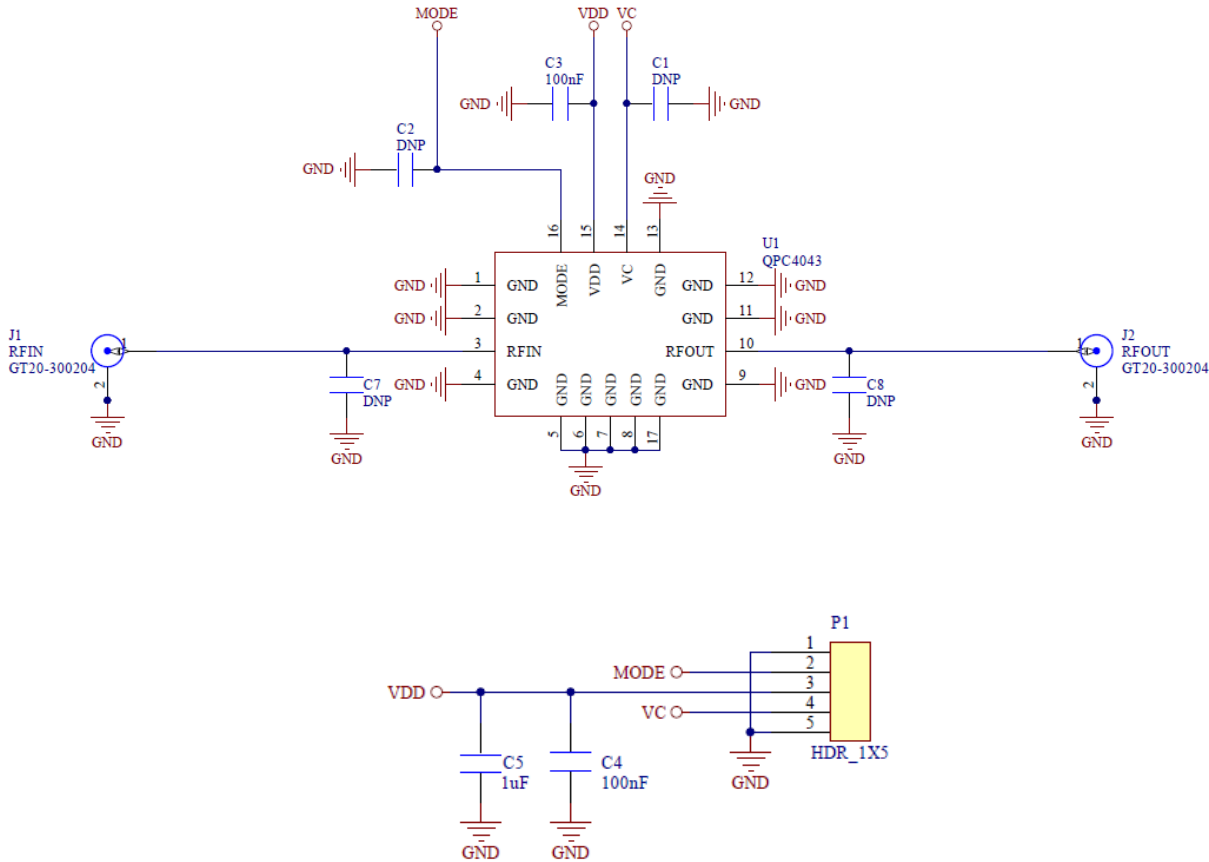 MODE
VDD
VC
C3
100nF
C1
DNP
GND
GND
C2
DNP
GND
GND
16
15
14
13
U1
QPC4043
MODE
VDD
VC
GND
GND
1
GND
GND
12
GND
GND
2
GND
GND
11
GND
J1
RFIN
GT20-300204
1
2
GND
3
RFIN
RFOUT
10
J2
RFOUT
GT20-300204
1
2
GND
C7
DNP
GND
GND
4
GND
GND
9
GND
C8
DNP
GND
GND
GND
GND
GND
GND
5
6
7
8
17
GND
P1
1
2
3
4
5
MODE
VDD
VC
HDR_1X5
GND
C5
1uF
GND
C4
100nF
GND